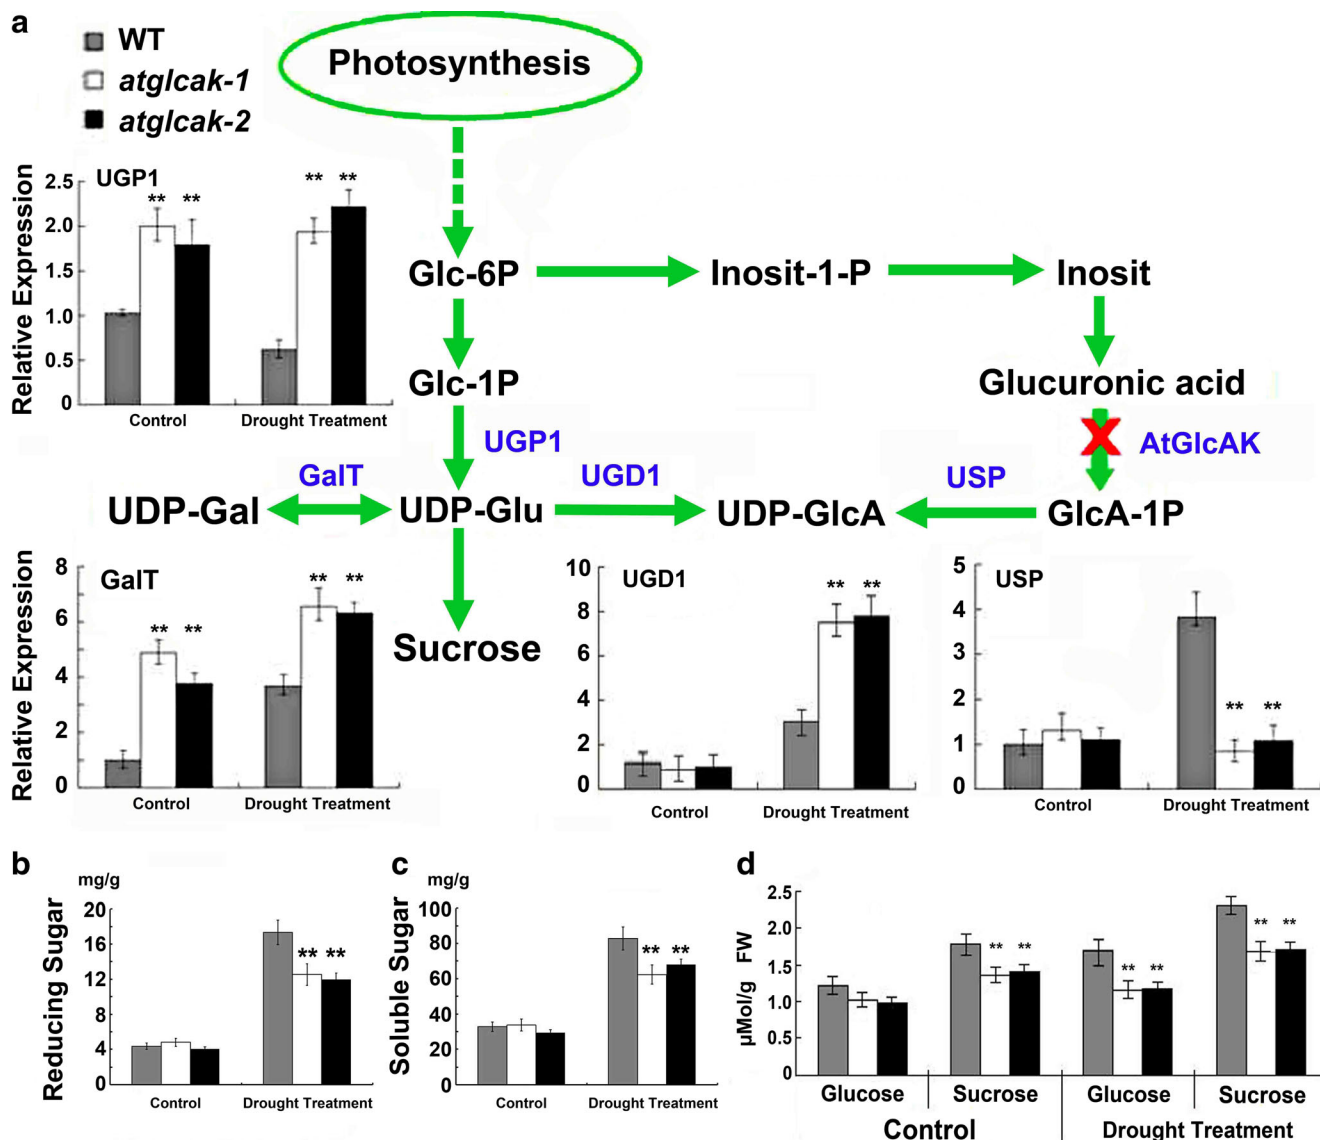 a
WT
atglcak-1
atglcak-2
Photosynthesis
UGP1
Relative Expression
2.5
2.0
1.5
1.0
0.5
0
** ** ** **
Control Drought Treatment
Glc-6P Inosit-1-P Inosit
Glc-1P Glucuronic acid
UGP1 AtGlcAK
GalT UGD1 USP
UDP-Gal UDP-Glu UDP-GlcA GlcA-1P
Sucrose
GalT
Relative Expression
8
6
4
2
0
** ** ** **
Control Drought Treatment
UGD1
10
8
6
4
2
0
** **
Control Drought Treatment
USP
5
4
3
2
1
0
** **
Control Drought Treatment
b
mg/g
Reducing Sugar
20
16
12
8
4
0
** **
Control Drought Treatment
c
mg/g
Soluble Sugar
100
80
60
40
30
20
0
** **
Control Drought Treatment
d
µMol/g FW
2.5
2.0
1.5
1.0
0.5
0
** ** ** ** ** **
Glucose Sucrose Glucose Sucrose
Control Drought Treatment